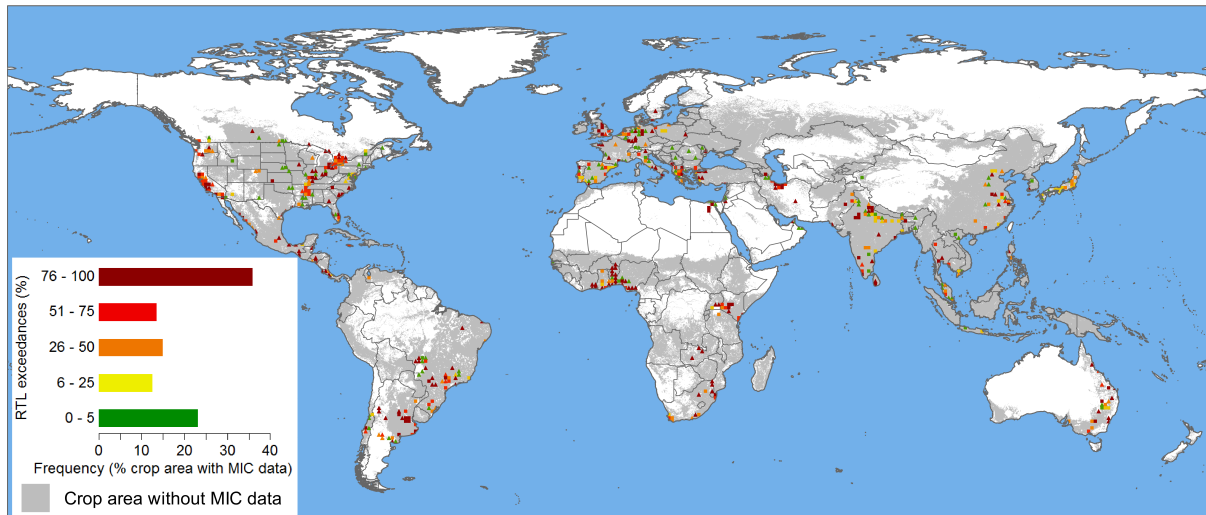 RTL exceedances (%)
76 - 100
51 - 75
26 - 50
6 - 25
0 - 5
0 10 20 30 40
Frequency (% crop area with MIC data)
Crop area without MIC data